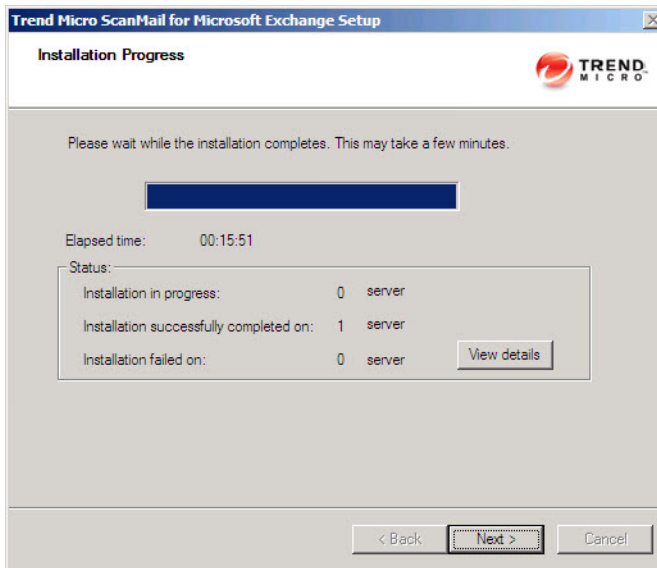 Trend Micro ScanMail for Microsoft Exchange Setup
Installation Progress
TREND
MICRO™
Please wait while the installation completes. This may take a few minutes.
Elapsed time: 00:15:51
Status:
Installation in progress: 0 server
Installation successfully completed on: 1 server
Installation failed on: 0 server
View details
< Back Next > Cancel